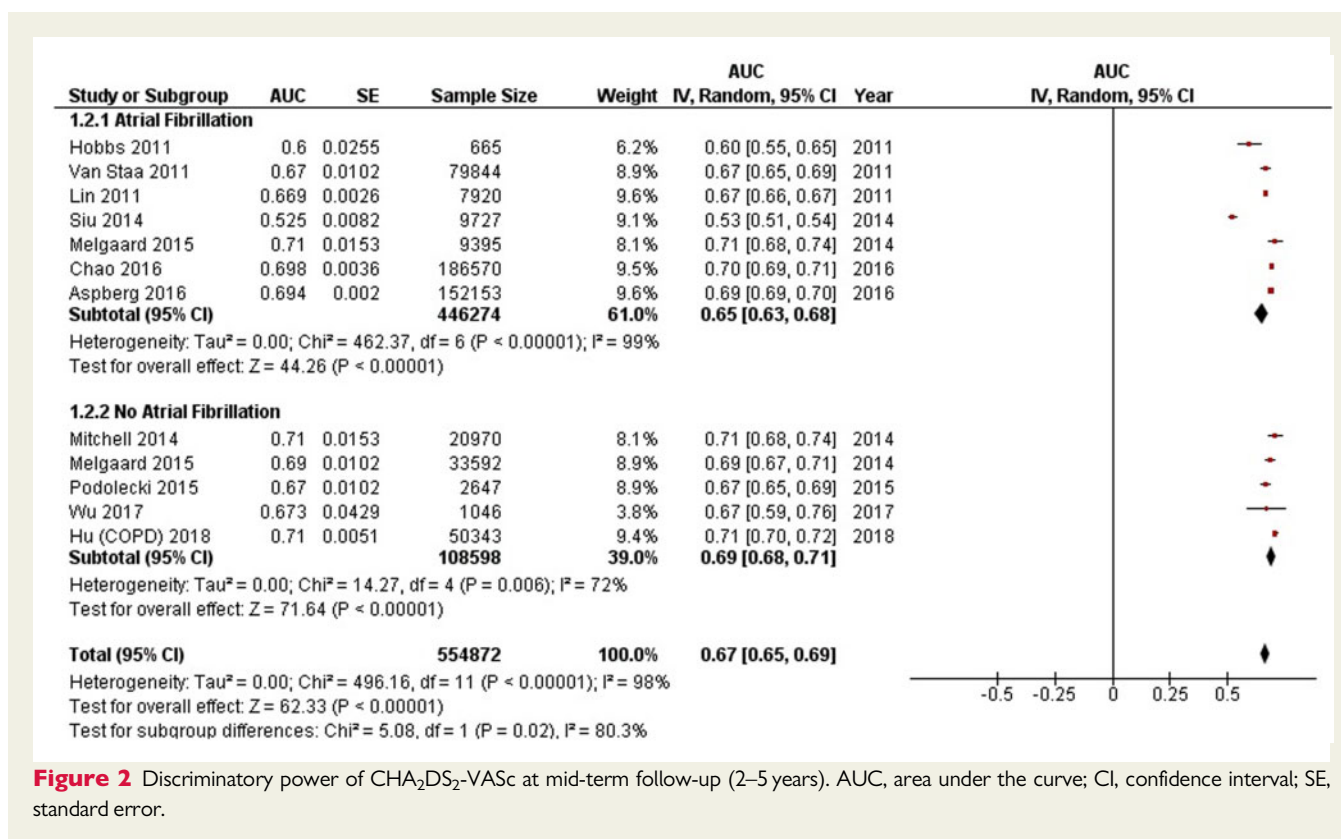 AUC AUC
Study or Subgroup AUC SE Sample Size Weight IV, Random, 95% CI Year IV, Random, 95% CI
1.2.1 Atrial Fibrillation
Hobbs 2011 0.6 0.0255 665 6.2% 0.60 [0.55, 0.65] 2011
Van Staa 2011 0.67 0.0102 79844 8.9% 0.67 [0.65, 0.69] 2011
Lin 2011 0.669 0.0026 7920 9.6% 0.67 [0.66, 0.67] 2011
Siu 2014 0.525 0.0082 9727 9.1% 0.53 [0.51, 0.54] 2014
Melgaard 2015 0.71 0.0153 9395 8.1% 0.71 [0.68, 0.74] 2014
Chao 2016 0.698 0.0036 186570 9.5% 0.70 [0.69, 0.71] 2016
Aspberg 2016 0.694 0.002 152153 9.6% 0.69 [0.69, 0.70] 2016
Subtotal (95% CI) 446274 61.0% 0.65 [0.63, 0.68]
Heterogeneity: Tau² = 0.00; Chi² = 462.37, df = 6 (P < 0.00001); I² = 99%
Test for overall effect: Z = 44.26 (P < 0.00001)
1.2.2 No Atrial Fibrillation
Mitchell 2014 0.71 0.0153 20970 8.1% 0.71 [0.68, 0.74] 2014
Melgaard 2015 0.69 0.0102 33592 8.9% 0.69 [0.67, 0.71] 2014
Podolecki 2015 0.67 0.0102 2647 8.9% 0.67 [0.65, 0.69] 2015
Wu 2017 0.673 0.0429 1046 3.8% 0.67 [0.59, 0.76] 2017
Hu (COPD) 2018 0.71 0.0051 50343 9.4% 0.71 [0.70, 0.72] 2018
Subtotal (95% CI) 108598 39.0% 0.69 [0.68, 0.71]
Heterogeneity: Tau² = 0.00; Chi² = 14.27, df = 4 (P = 0.006); I² = 72%
Test for overall effect: Z = 71.64 (P < 0.00001)
Total (95% CI) 554872 100.0% 0.67 [0.65, 0.69]
Heterogeneity: Tau² = 0.00; Chi² = 496.16, df = 11 (P < 0.00001); I² = 98%
Test for overall effect: Z = 62.33 (P < 0.00001)
Test for subgroup differences: Chi² = 5.08, df = 1 (P = 0.02), I² = 80.3%
-0.5 -0.25 0 0.25 0.5
Figure 2 Discriminatory power of CHA₂DS₂-VASc at mid-term follow-up (2–5 years). AUC, area under the curve; CI, confidence interval; SE,
standard error.